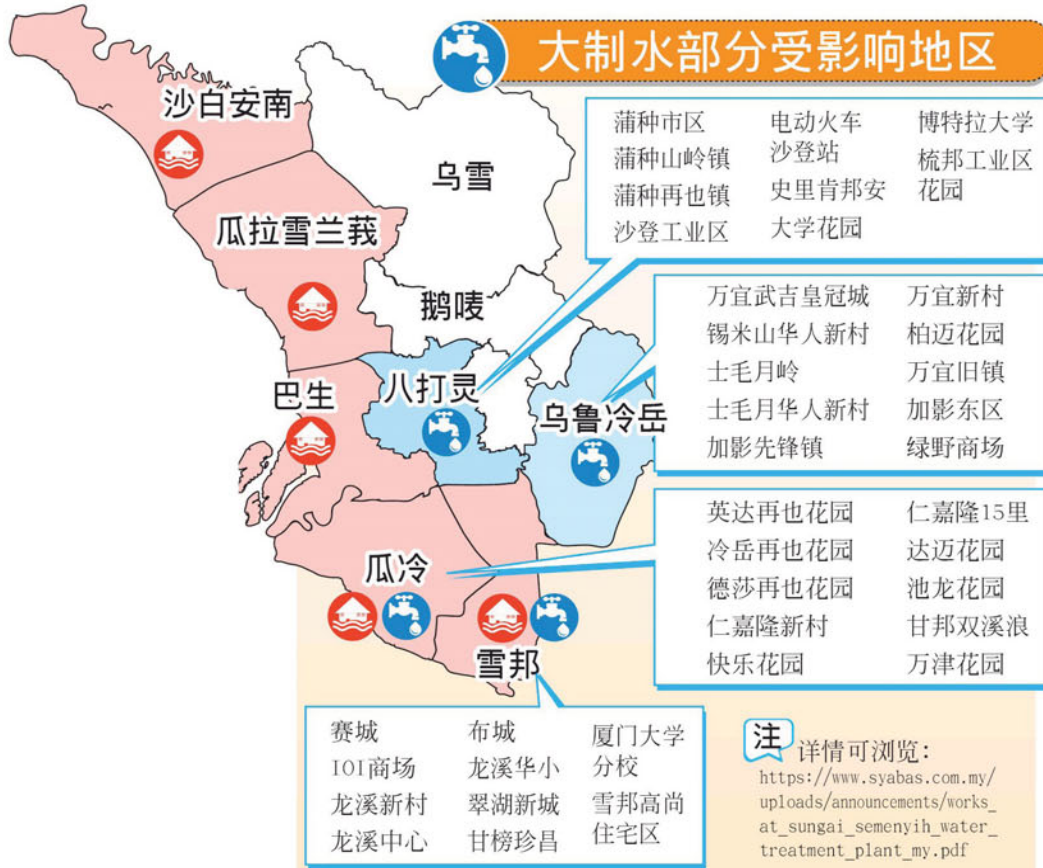 大制水部分受影响地区
沙白安南
乌雪
瓜拉雪兰莪
鹅唛
巴生
八打灵
乌鲁冷岳
瓜冷
雪邦
蒲种市区
蒲种山岭镇
蒲种再也镇
沙登工业区
电动火车
沙登站
史里肯邦安
大学花园
博特拉大学
梳邦工业区
花园
万宜武吉皇冠城
锡米山华人新村
士毛月岭
士毛月华人新村
加影先锋镇
万宜新村
柏迈花园
万宜旧镇
加影东区
绿野商场
英达再也花园
冷岳再也花园
德莎再也花园
仁嘉隆新村
快乐花园
仁嘉隆15里
达迈花园
池龙花园
甘邦双溪浪
万津花园
赛城
IOI商场
龙溪新村
龙溪中心
布城
龙溪华小
翠湖新城
甘榜珍昌
厦门大学
分校
雪邦高尚
住宅区
注 详情可浏览：
https://www.syabas.com.my/
uploads/announcements/works_
at_sungai_semenyih_water_
treatment_plant_my.pdf